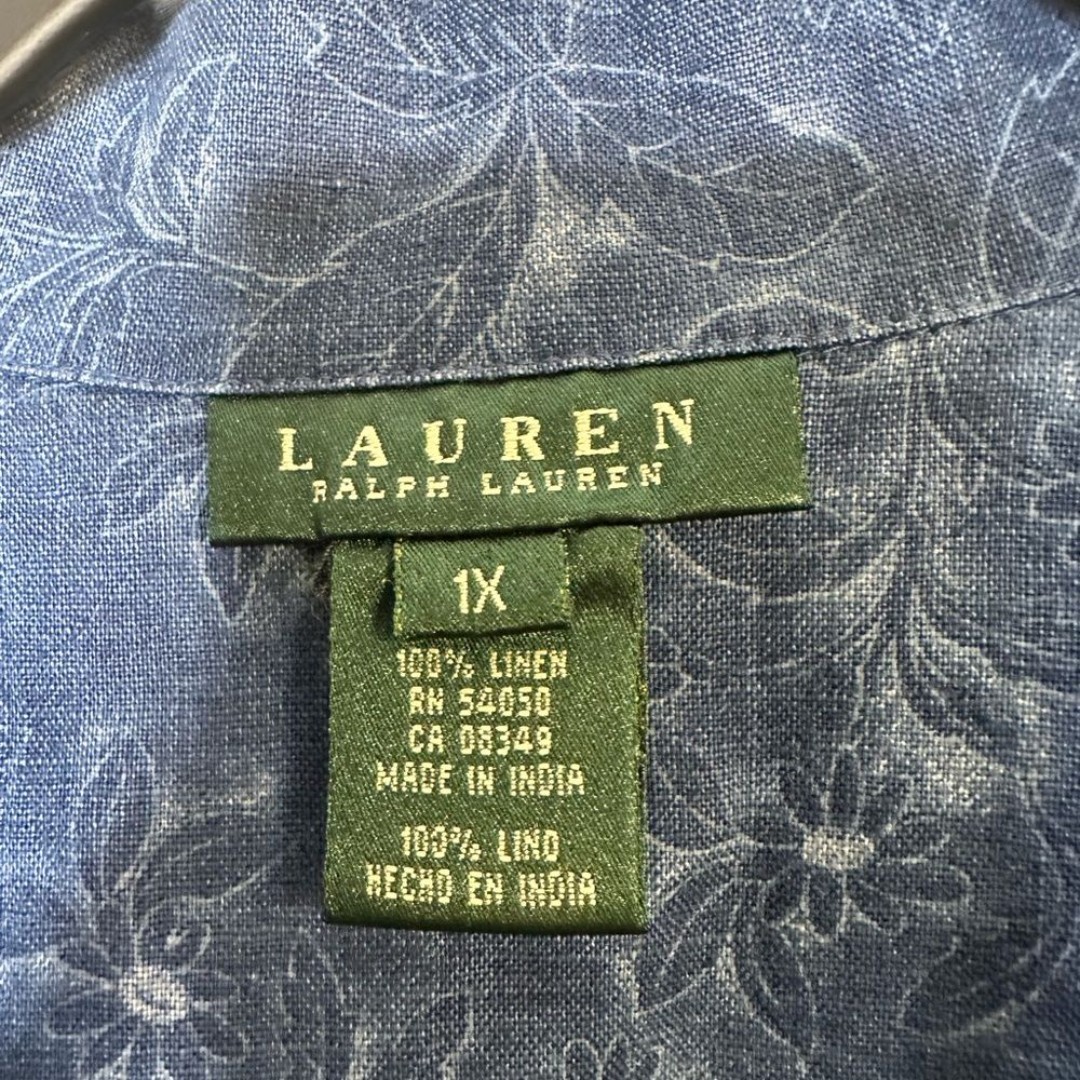 LAUREN
RALPH LAUREN
1X
100% LINEN
RN 54050
CA 08349
MADE IN INDIA
100% LINO
HECHO EN INDIA